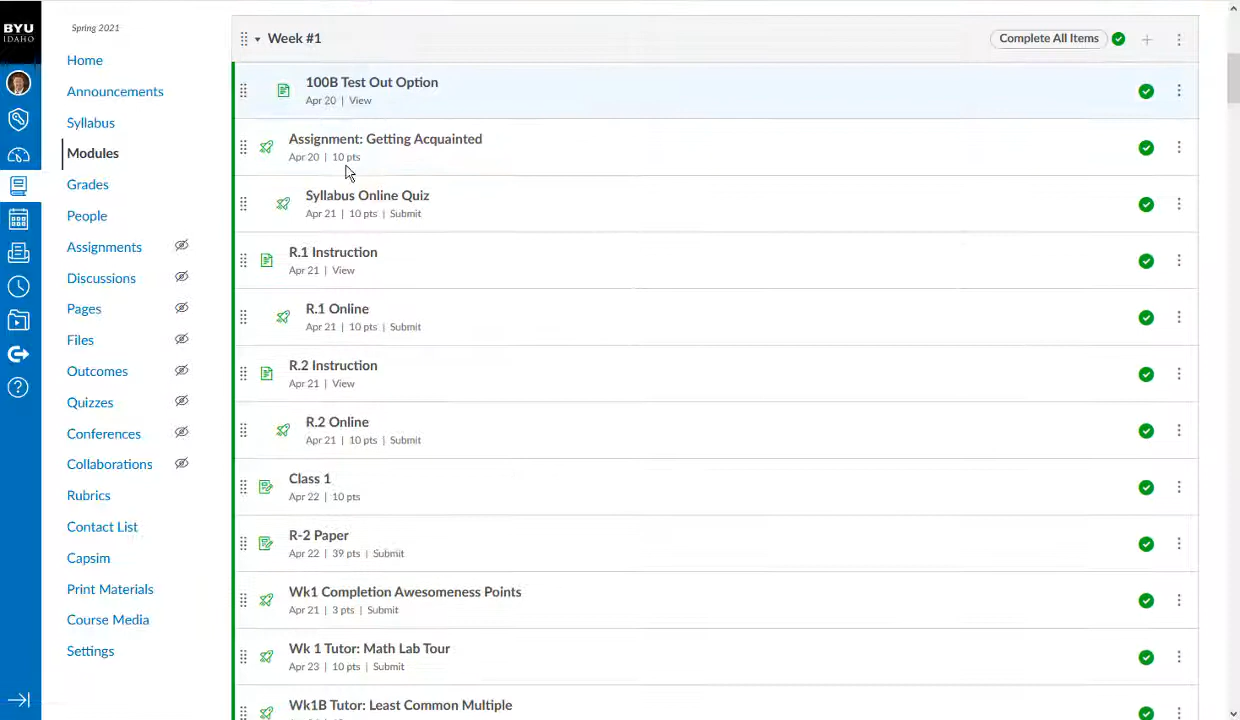 BYU
IDAHO
Spring 2021
Home
Announcements
Syllabus
Modules
Grades
People
Assignments
Discussions
Pages
Files
Outcomes
Quizzes
Conferences
Collaborations
Rubrics
Contact List
Capsim
Print Materials
Course Media
Settings
Week #1
Complete All Items
100B Test Out Option
Apr 20 | View
Assignment: Getting Acquainted
Apr 20 | 10 pts
Syllabus Online Quiz
Apr 21 | 10 pts | Submit
R.1 Instruction
Apr 21 | View
R.1 Online
Apr 21 | 10 pts | Submit
R.2 Instruction
Apr 21 | View
R.2 Online
Apr 21 | 10 pts | Submit
Class 1
Apr 22 | 10 pts
R-2 Paper
Apr 22 | 39 pts | Submit
Wk1 Completion Awesomeness Points
Apr 21 | 3 pts | Submit
Wk 1 Tutor: Math Lab Tour
Apr 23 | 10 pts | Submit
Wk1B Tutor: Least Common Multiple